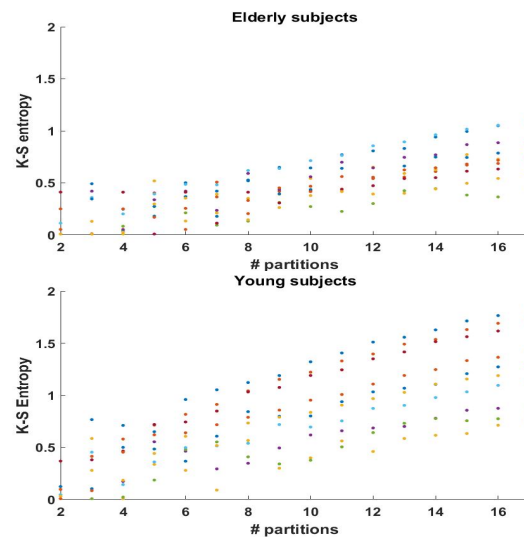 Elderly subjects
2
1.5
1
0.5
0
K-S entropy
2 4 6 8 10 12 14 16
# partitions
Young subjects
2
1.5
1
0.5
0
K-S Entropy
2 4 6 8 10 12 14 16
# partitions